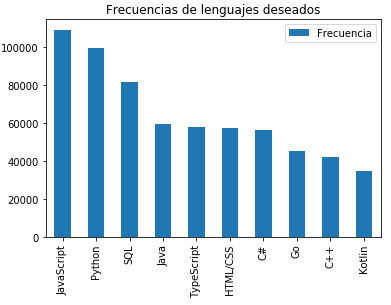 Frecuencias de lenguajes deseados
Frecuencia
100000
80000
60000
40000
20000
0
JavaScript
Python
SQL
Java
TypeScript
HTML/CSS
C#
Go
C++
Kotlin